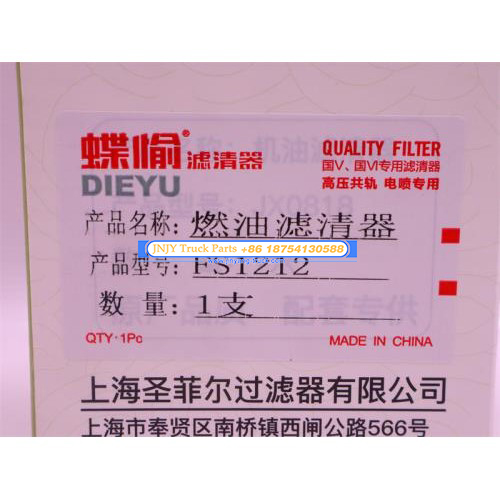 蝶愉®滤清器
DIEYU
QUALITY FILTER
国V、国VI专用滤清器
高压共轨 电喷专用
产品名称：燃油滤清器
JNJY Truck Parts +86 18754130588
产品型号：FS1212
数量：1支
QTY·1Pc
MADE IN CHINA
上海圣菲尔过滤器有限公司
上海市奉贤区南桥镇西闸公路566号